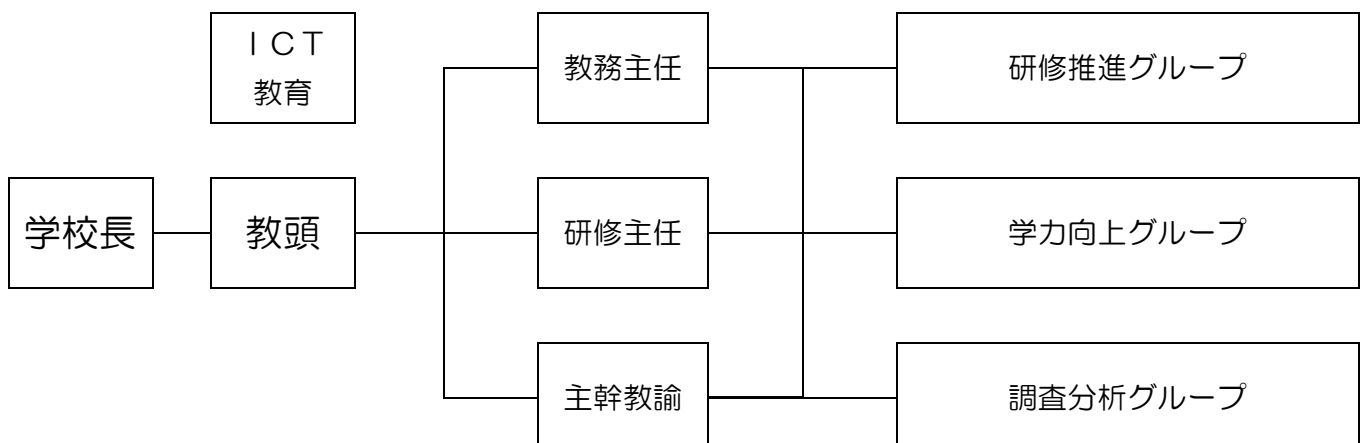 ＩＣＴ
教育
教務主任
研修推進グループ
学校長
教頭
研修主任
学力向上グループ
主幹教諭
調査分析グループ